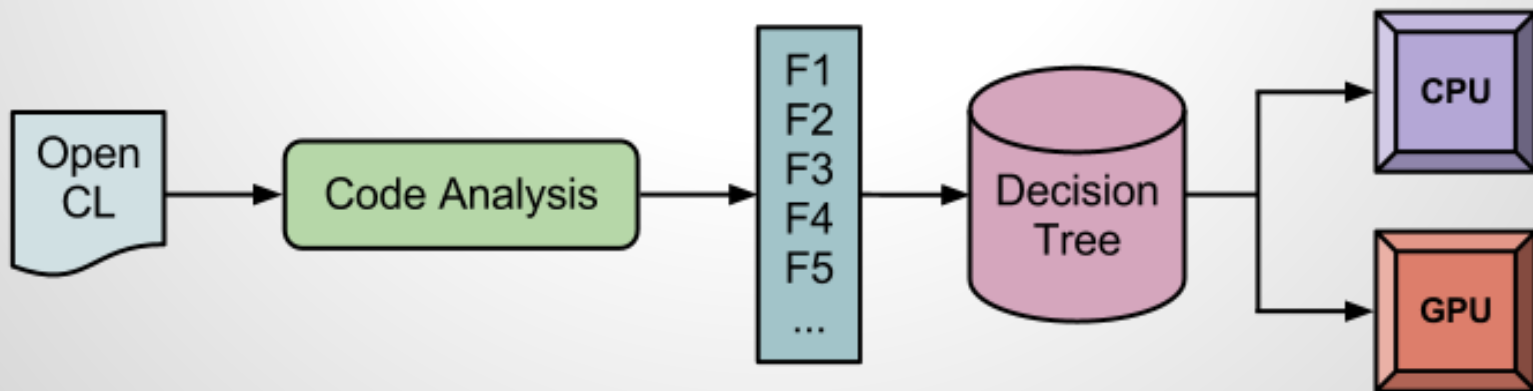 Open
CL
Code Analysis
F1
F2
F3
F4
F5
...
Decision
Tree
CPU
GPU